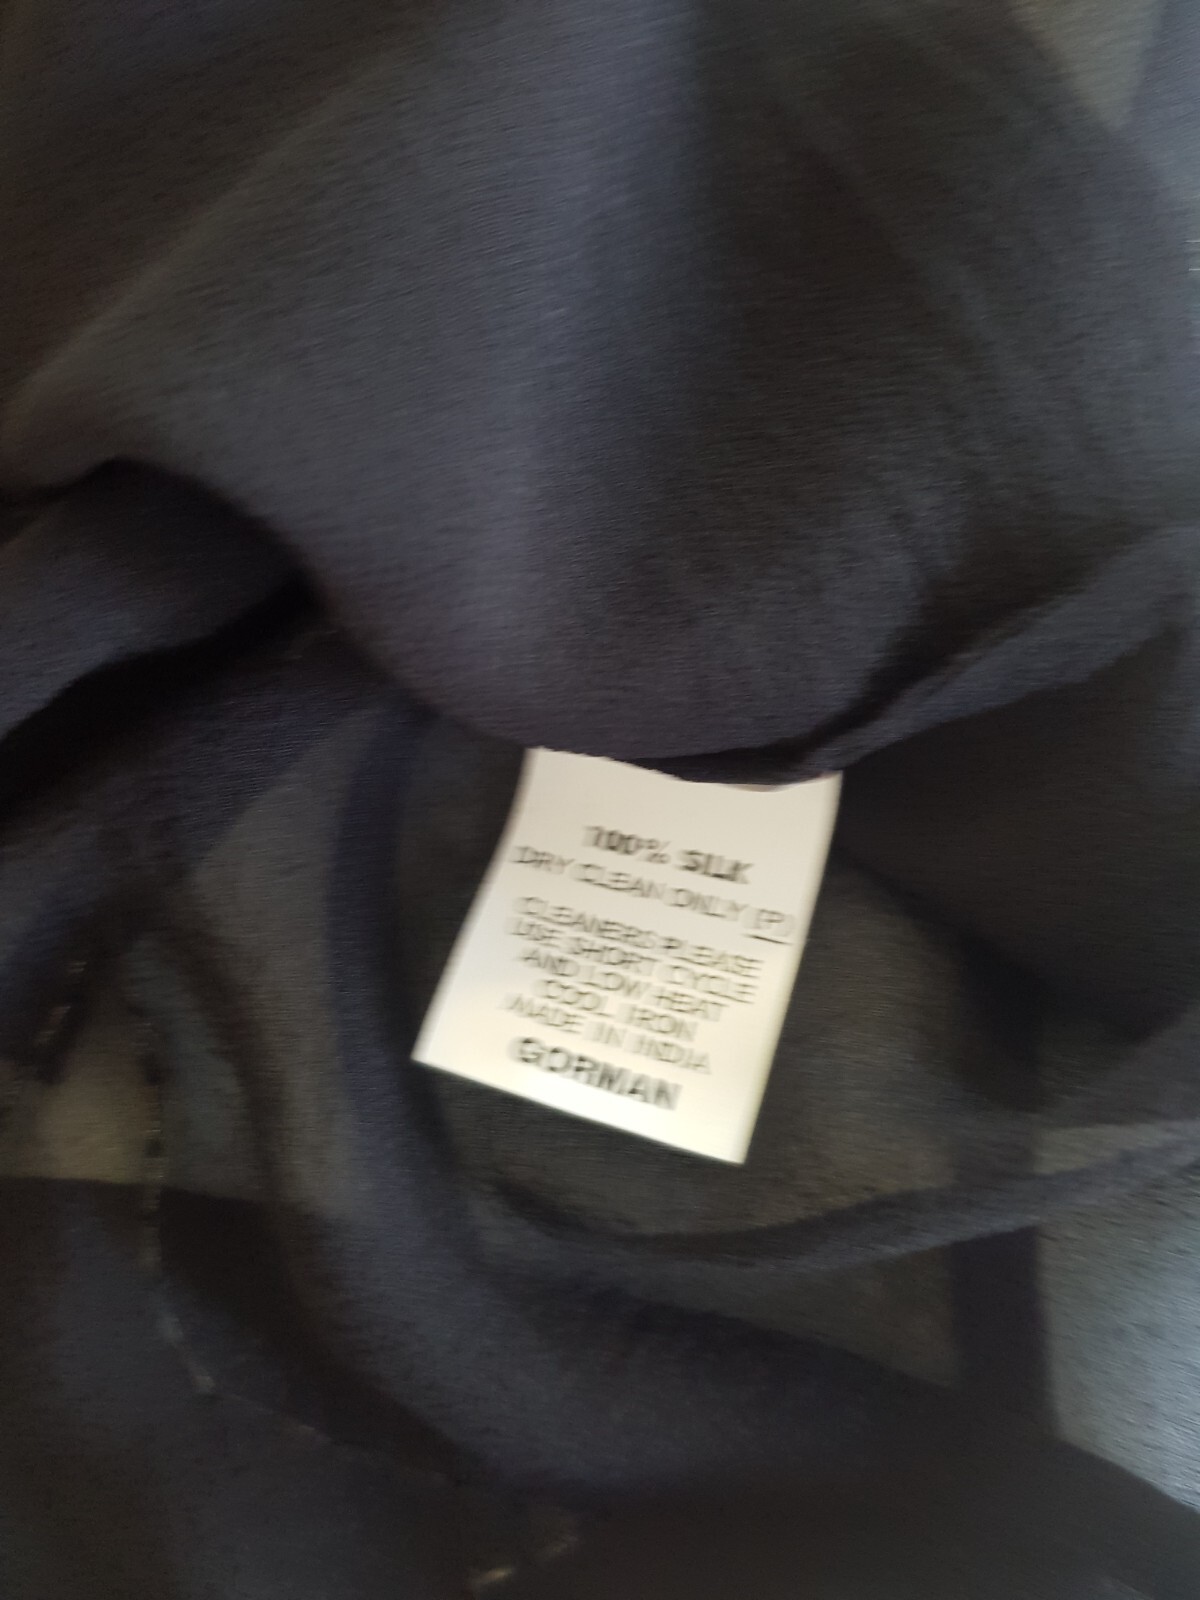 100% SILK
DRY CLEAN ONLY (P)
CLEANERS PLEASE
USE SHORT CYCLE
AND LOW HEAT
COOL IRON
MADE IN INDIA
GORMAN